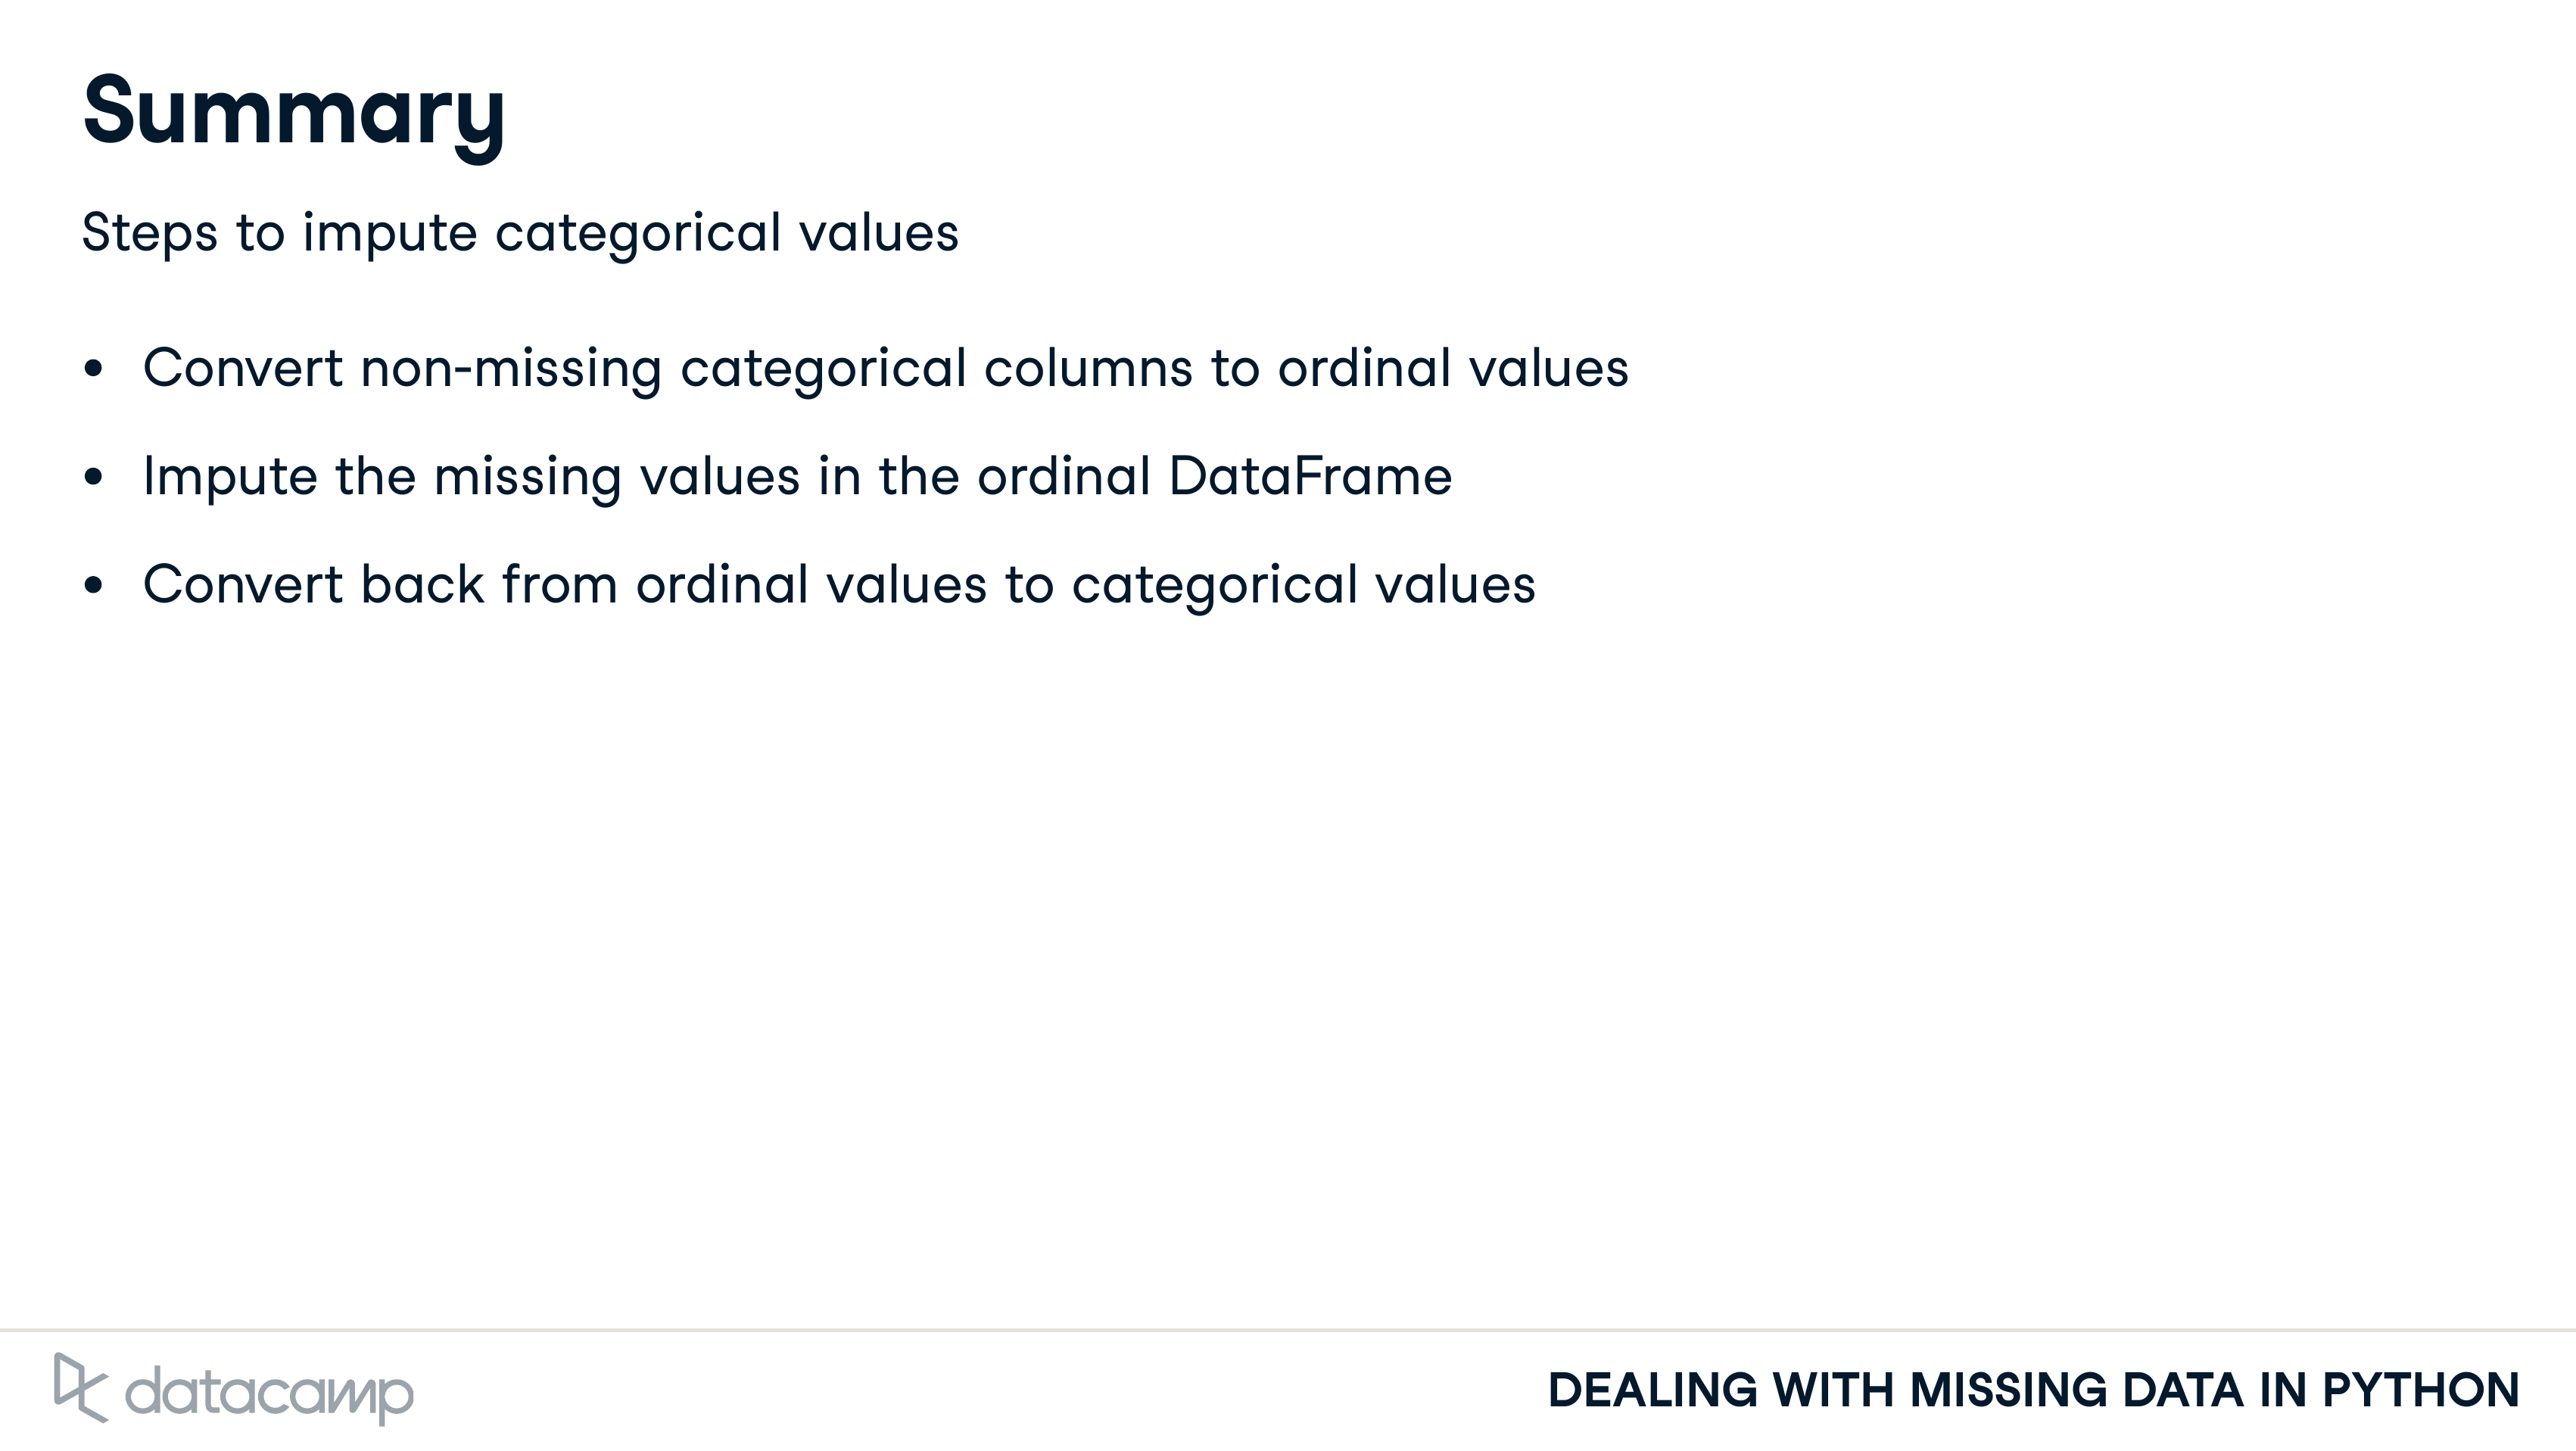 Summary
Steps to impute categorical values
• Convert non-missing categorical columns to ordinal values
• Impute the missing values in the ordinal DataFrame
• Convert back from ordinal values to categorical values
datacamp
DEALING WITH MISSING DATA IN PYTHON